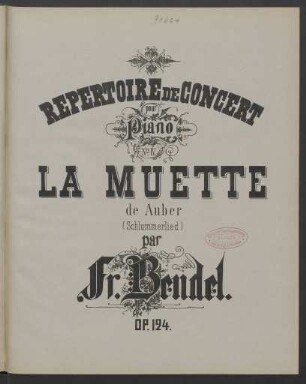 REPERTOIRE DE CONCERT
pour
Piano
LA MUETTE
de Auber
(Schlummerlied)
par
Fr. Bendel.
OP. 124.